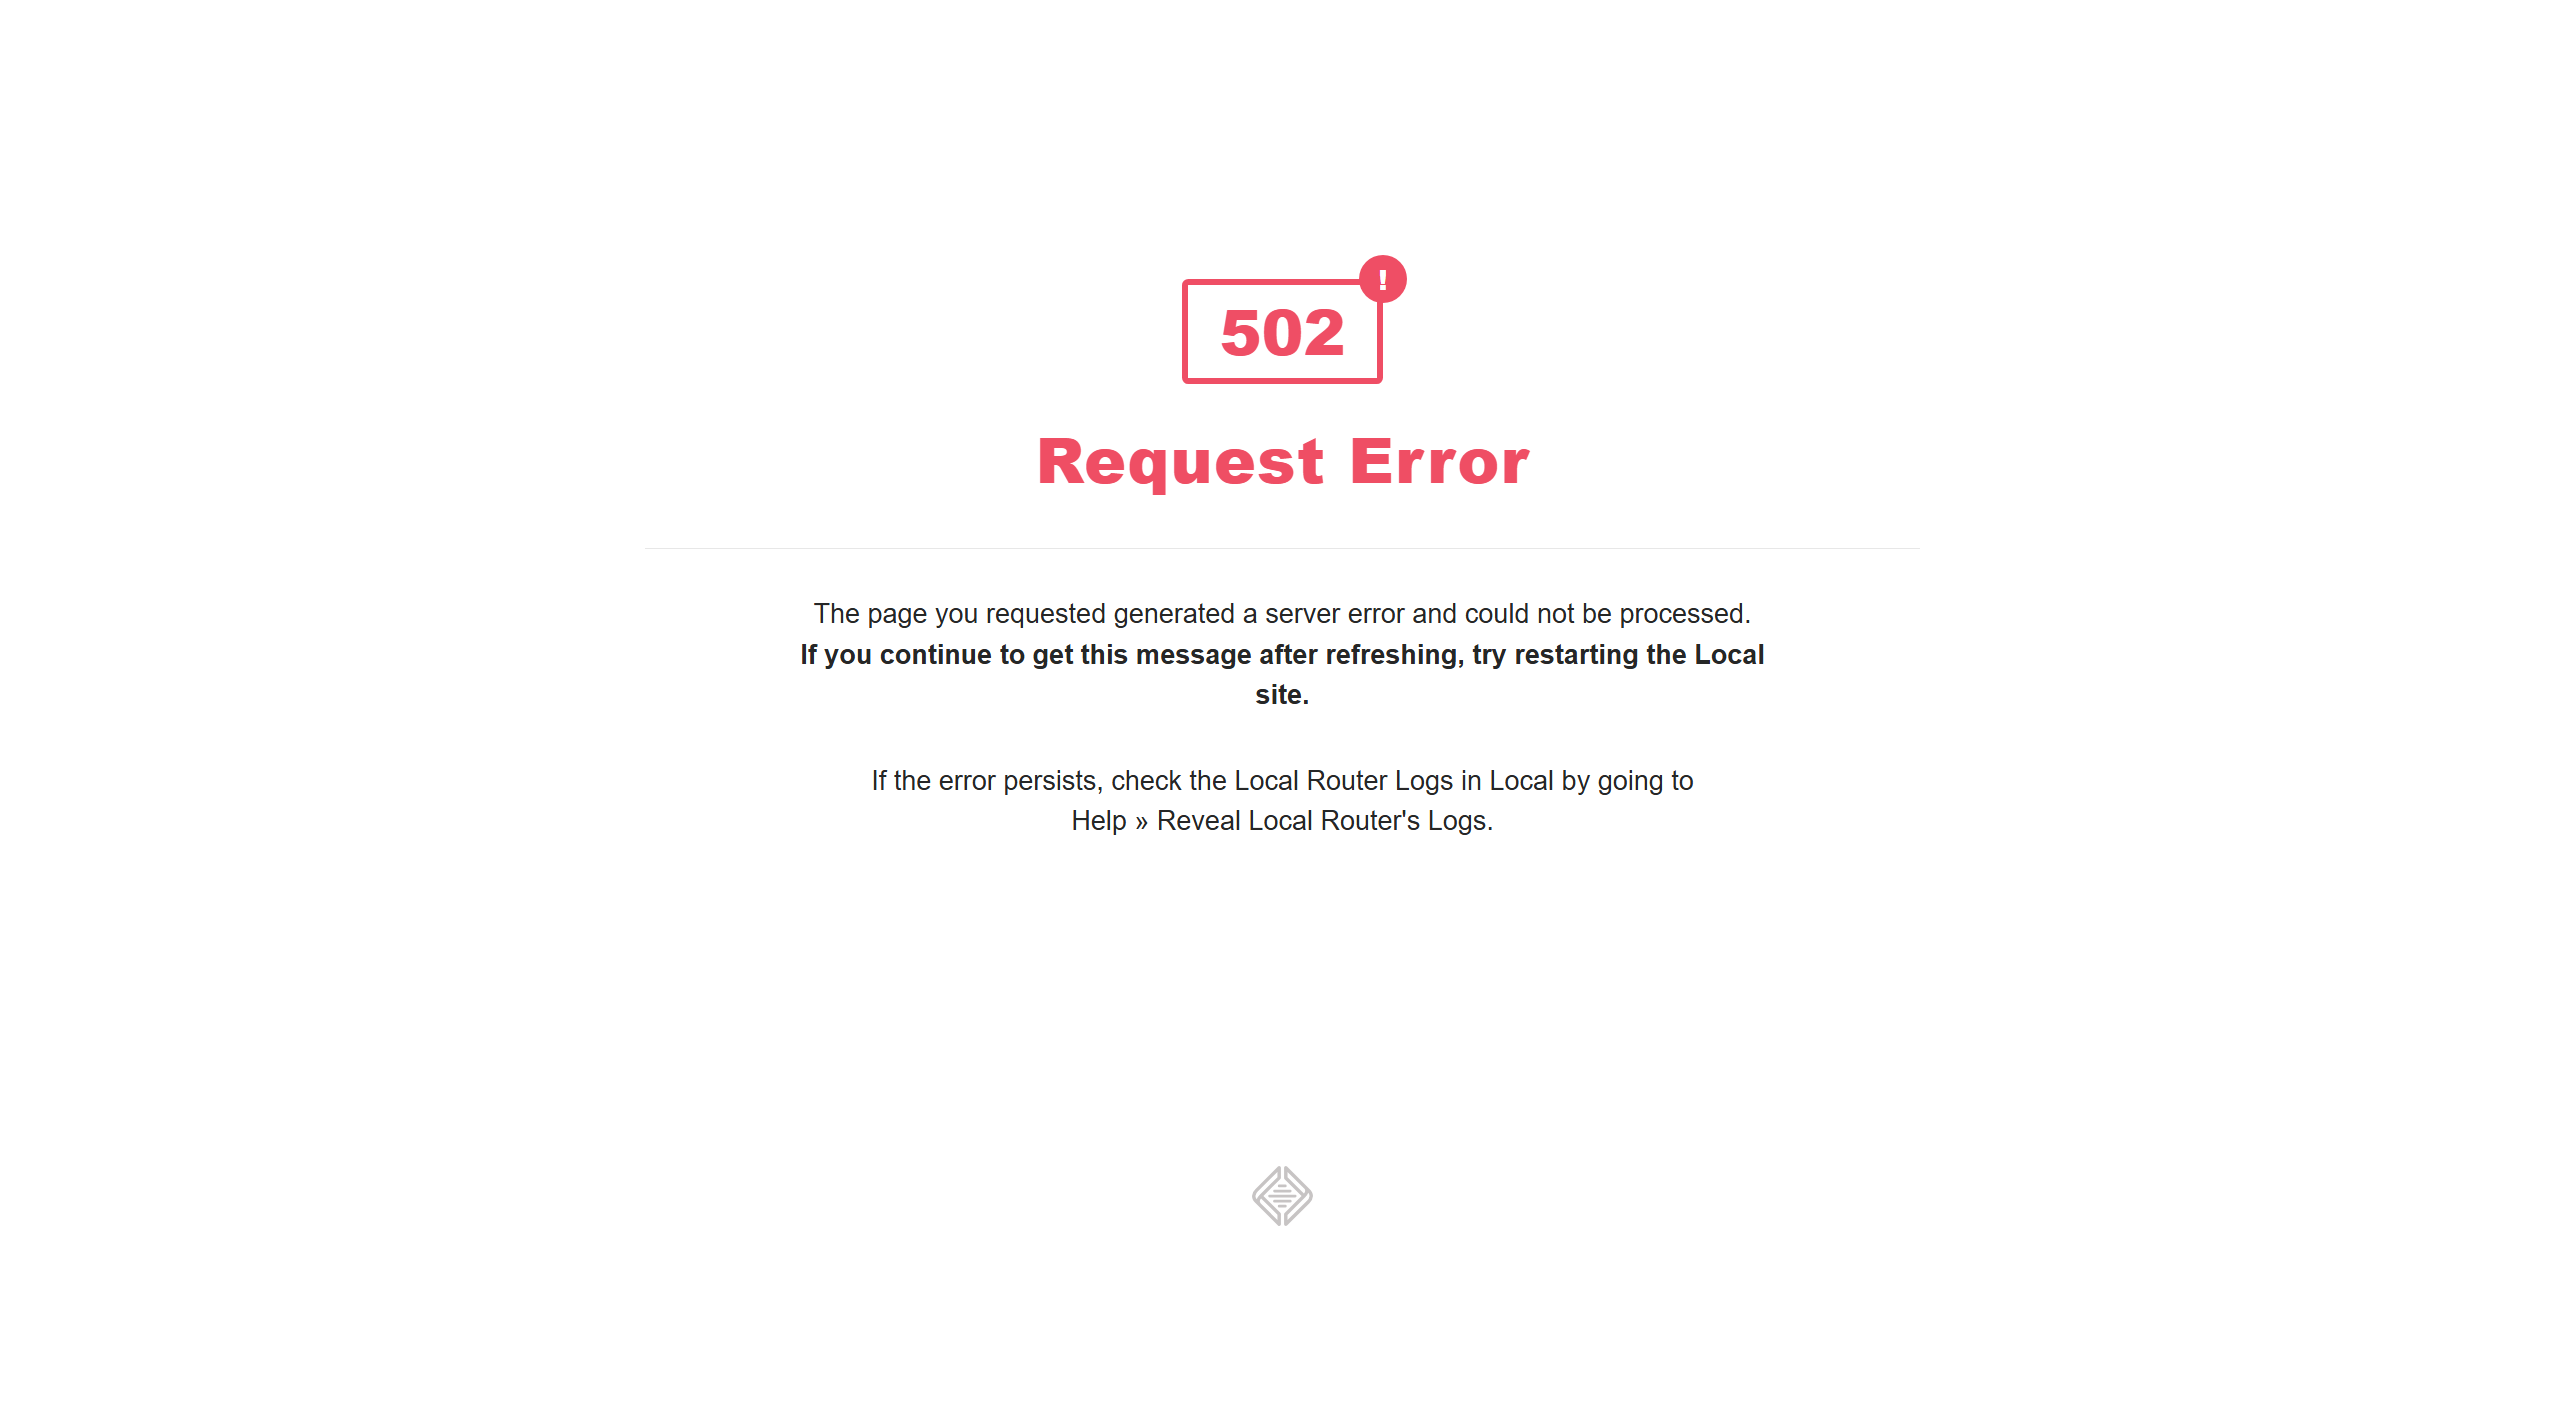 !
502
Request Error
The page you requested generated a server error and could not be processed.
If you continue to get this message after refreshing, try restarting the Local
site.
If the error persists, check the Local Router Logs in Local by going to
Help » Reveal Local Router's Logs.